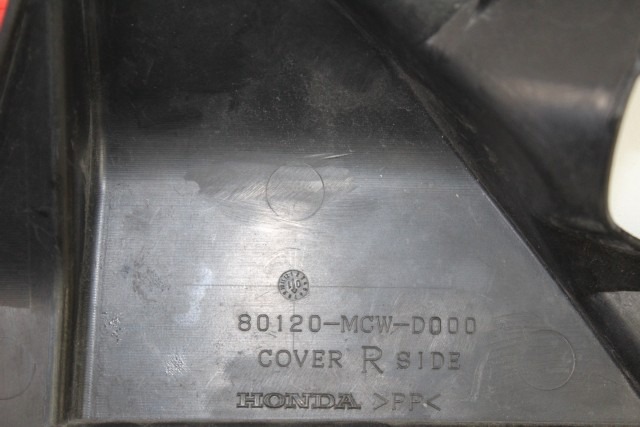 80120-MCW-D000
COVER R SIDE
HONDA >PP<